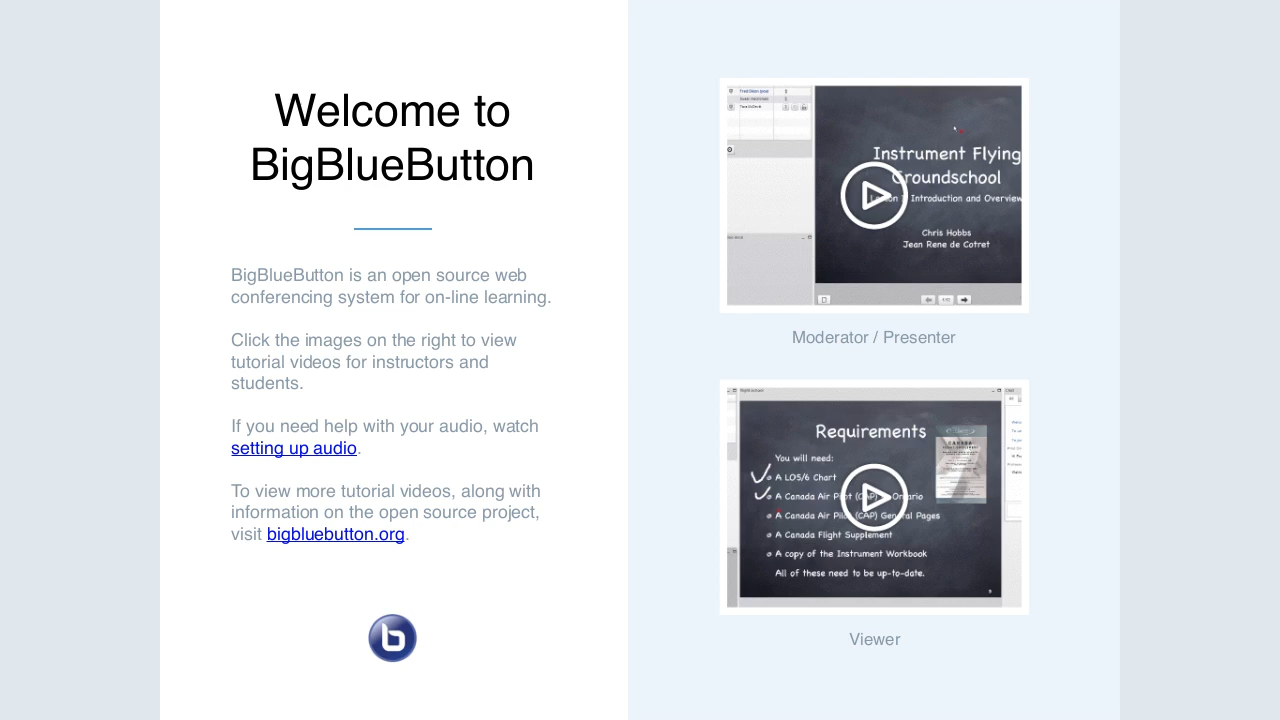 Welcome to
BigBlueButton
BigBlueButton is an open source web
conferencing system for on-line learning.
Click the images on the right to view
tutorial videos for instructors and
students.
If you need help with your audio, watch
setting up audio.
To view more tutorial videos, along with
information on the open source project,
visit bigbluebutton.org.
Instrument Flying
Groundschool
Introduction and Overview
Chris Hobbs
Jean Rene de Cotret
Moderator / Presenter
Requirements
You will need:
A LO5/6 Chart
A Canada Air Pilot (CAP) Ontario
A Canada Air Pilot (CAP) General Pages
A Canada Flight Supplement
A copy of the Instrument Workbook
All of these need to be up-to-date.
Viewer